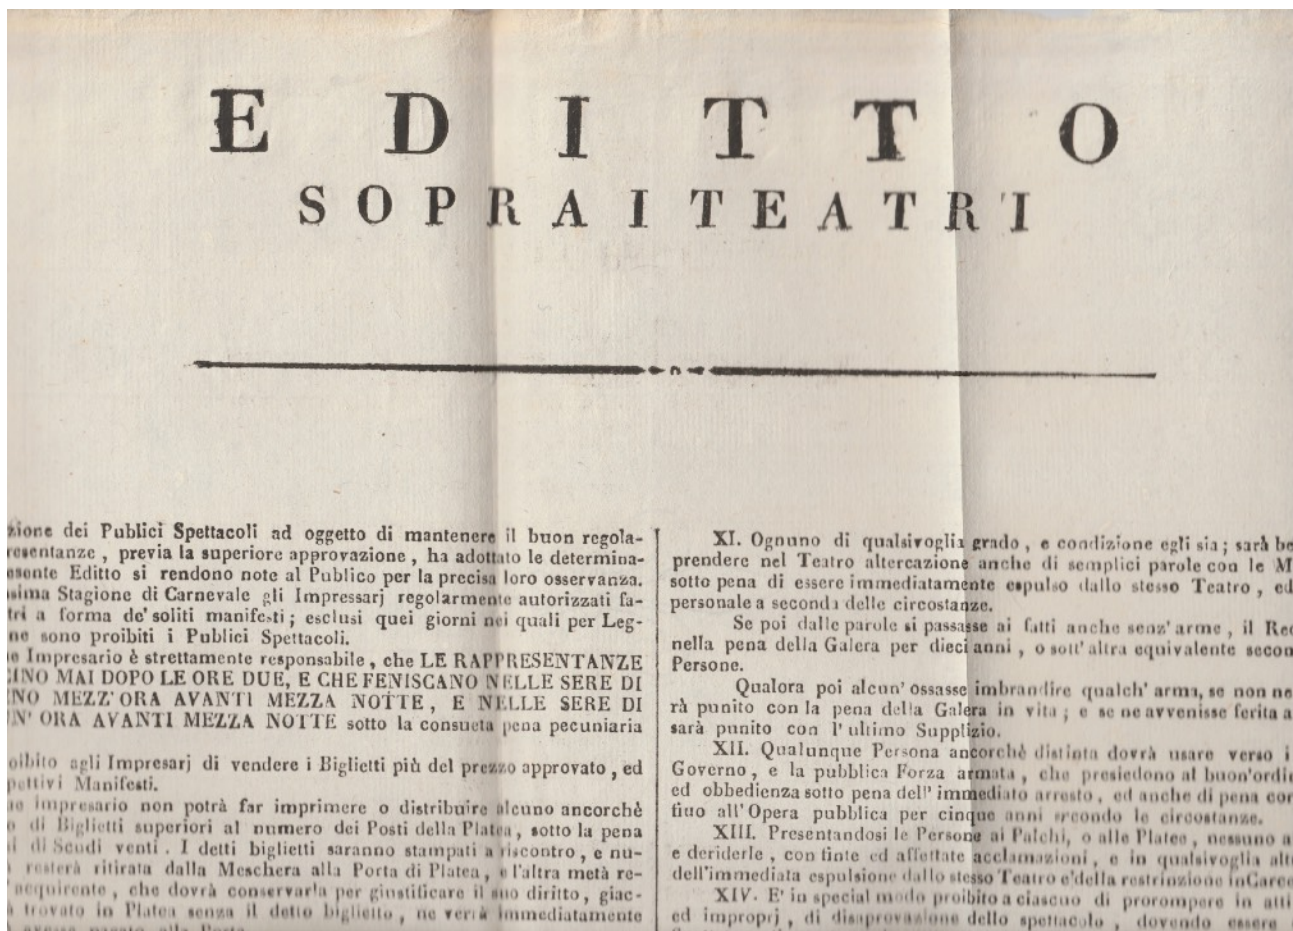 EDITTO
SOPRA I TEATRI
zione dei Publici Spettacoli ad oggetto di mantenere il buon regola-
resentanze, previa la superiore approvazione, ha adottato le determina-
esente Editto si rendono note al Publico per la precisa loro osservanza.
ssima Stagione di Carnevale gli Impressarj regolarmente autorizzati fa-
tri a forma de' soliti manifesti; esclusi quei giorni nei quali per Leg-
ne sono proibiti i Publici Spettacoli.
e Impresario è strettamente responsabile, che LE RAPPRESENTANZE
INO MAI DOPO LE ORE DUE, E CHE FENISCANO NELLE SERE DI
NO MEZZ' ORA AVANTI MEZZA NOTTE, E NELLE SERE DI
N' ORA AVANTI MEZZA NOTTE sotto la consueta pena pecuniaria
oibito agli Impresarj di vendere i Biglietti più del prezzo approvato, ed
pettivi Manifesti.
ue impresario non potrà far imprimere o distribuire alcuno ancorchè
o di Biglietti superiori al numero dei Posti della Platea, sotto la pena
i di Scudi venti. I detti biglietti saranno stampati a riscontro, e nu-
à resterà ritirata dalla Meschera alla Porta di Platea, e l'altra metà re-
acquirente, che dovrà conservarla per giustificare il suo diritto, giac-
à trovato in Platea senza il detto biglietto, ne verrà immediatamente
XI. Ognuno di qualsivoglia grado, e condizione egli sia; sarà be
prendere nel Teatro altercazione anche di semplici parole con le M
sotto pena di essere immediatamente espulso dallo stesso Teatro, ed
personale a seconda delle circostanze.
Se poi dalle parole si passasse ai fatti anche senz' arme, il Reo
nella pena della Galera per dieci anni, o sott' altra equivalente secon
Persone.
Qualora poi alcun' ossasse imbrandire qualch' arma, se non ne
rà punito con la pena della Galera in vita; e se ne avvenisse ferita a
sarà punito con l' ultimo Supplizio.
XII. Qualunque Persona ancorchè distinta dovrà usare verso i
Governo, e la pubblica Forza armata, che presiedono al buon'ordi
ed obbedienza sotto pena dell' immediato arresto, ed anche di pena cor
fino all'Opera pubblica per cinque anni secondo le circostanze.
XIII. Presentandosi le Persone ai Palchi, o alle Platee, nessuno a
e deriderle, con finte ed affettate acclamazioni, e in qualsivoglia alt
dell'immediata espulsione dallo stesso Teatro e'della restrinzione inCarce
XIV. E' in special modo proibito a ciascuno di prorompere in atti
ed improprj, di disaprovazione dello spettacolo, dovendo essere